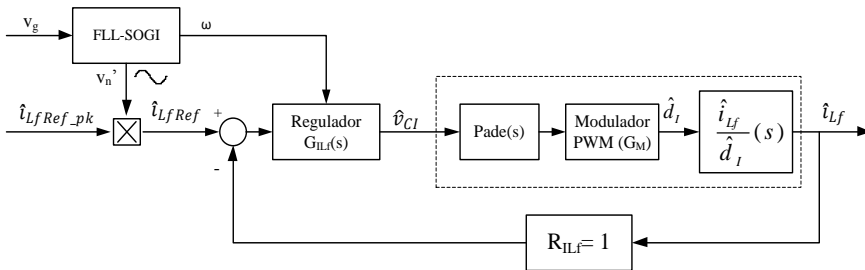 v_g
FLL-SOGI
ω
v_n'
î_LfRef_pk
î_LfRef
+
-
Regulador
G_ILf(s)
v̂_CI
Pade(s)
Modulador
PWM (G_M)
d̂_I
î_Lf / d̂_I (s)
î_Lf
R_ILf= 1